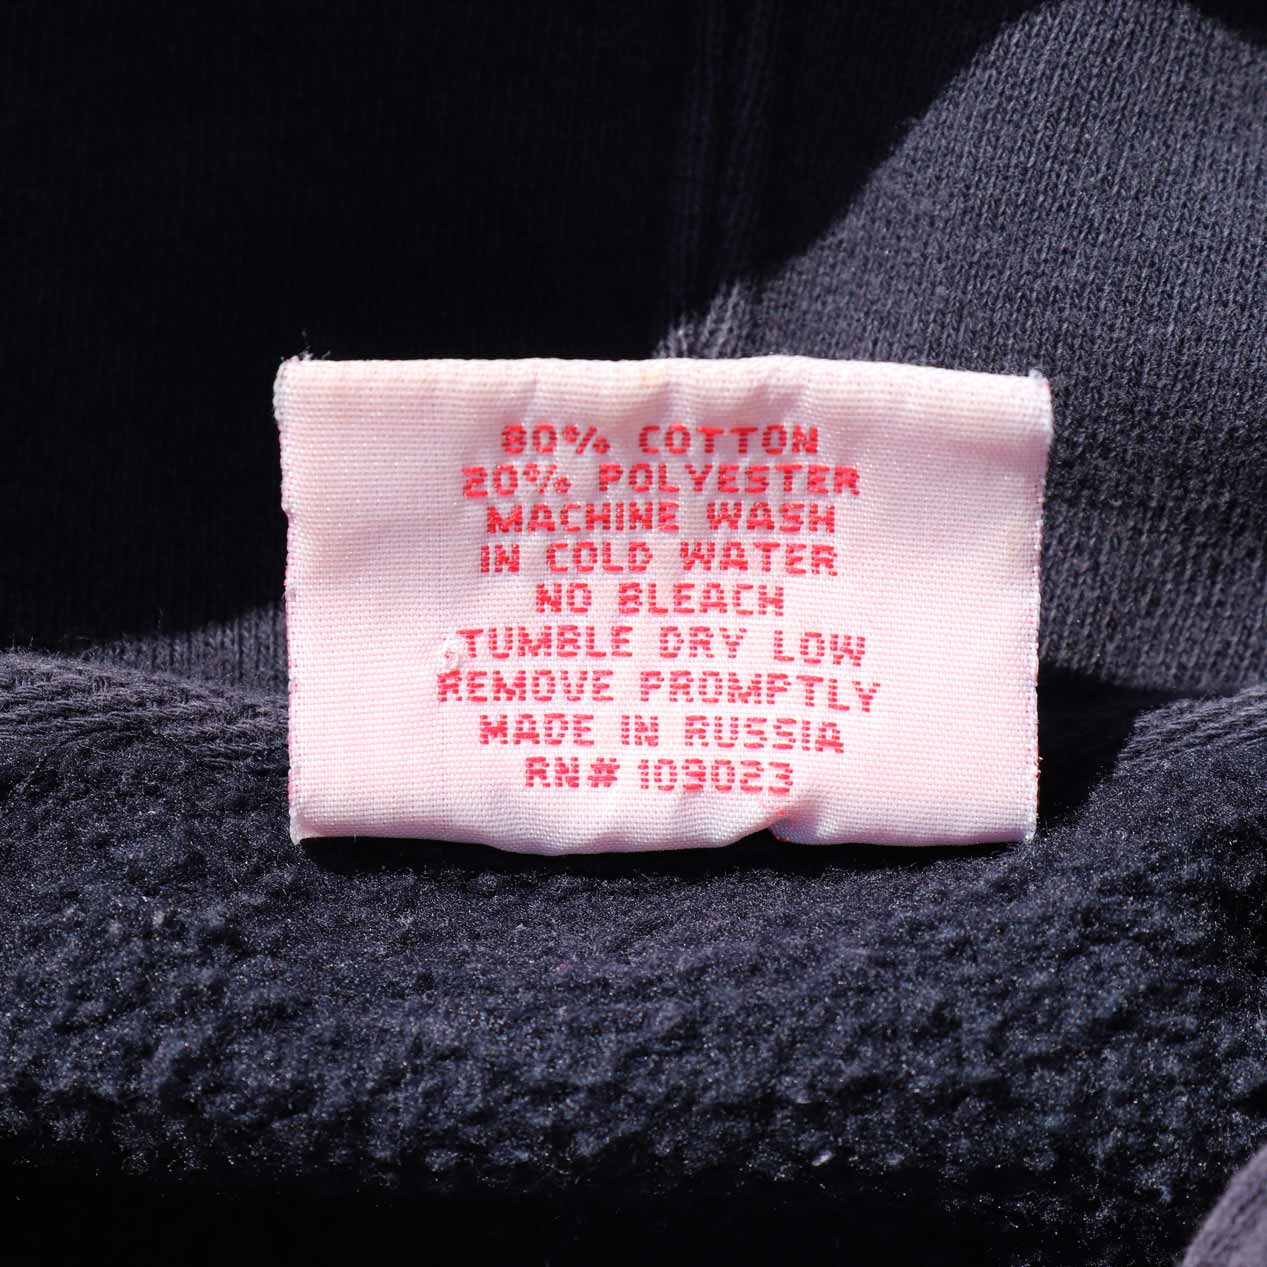 80% COTTON
20% POLYESTER
MACHINE WASH
IN COLD WATER
NO BLEACH
TUMBLE DRY LOW
REMOVE PROMPTLY
MADE IN RUSSIA
RN# 109023